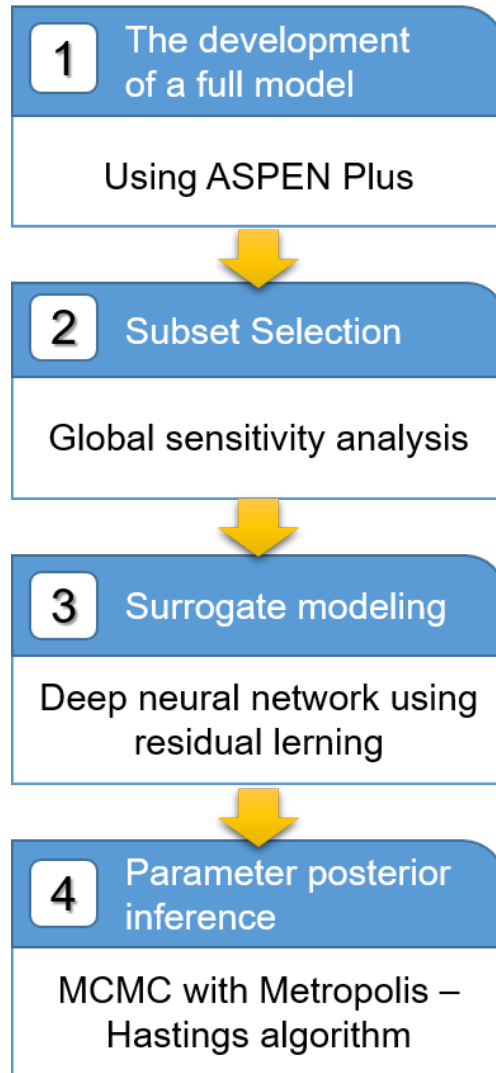 1
The development
of a full model
Using ASPEN Plus
2
Subset Selection
Global sensitivity analysis
3
Surrogate modeling
Deep neural network using
residual lerning
4
Parameter posterior
inference
MCMC with Metropolis –
Hastings algorithm